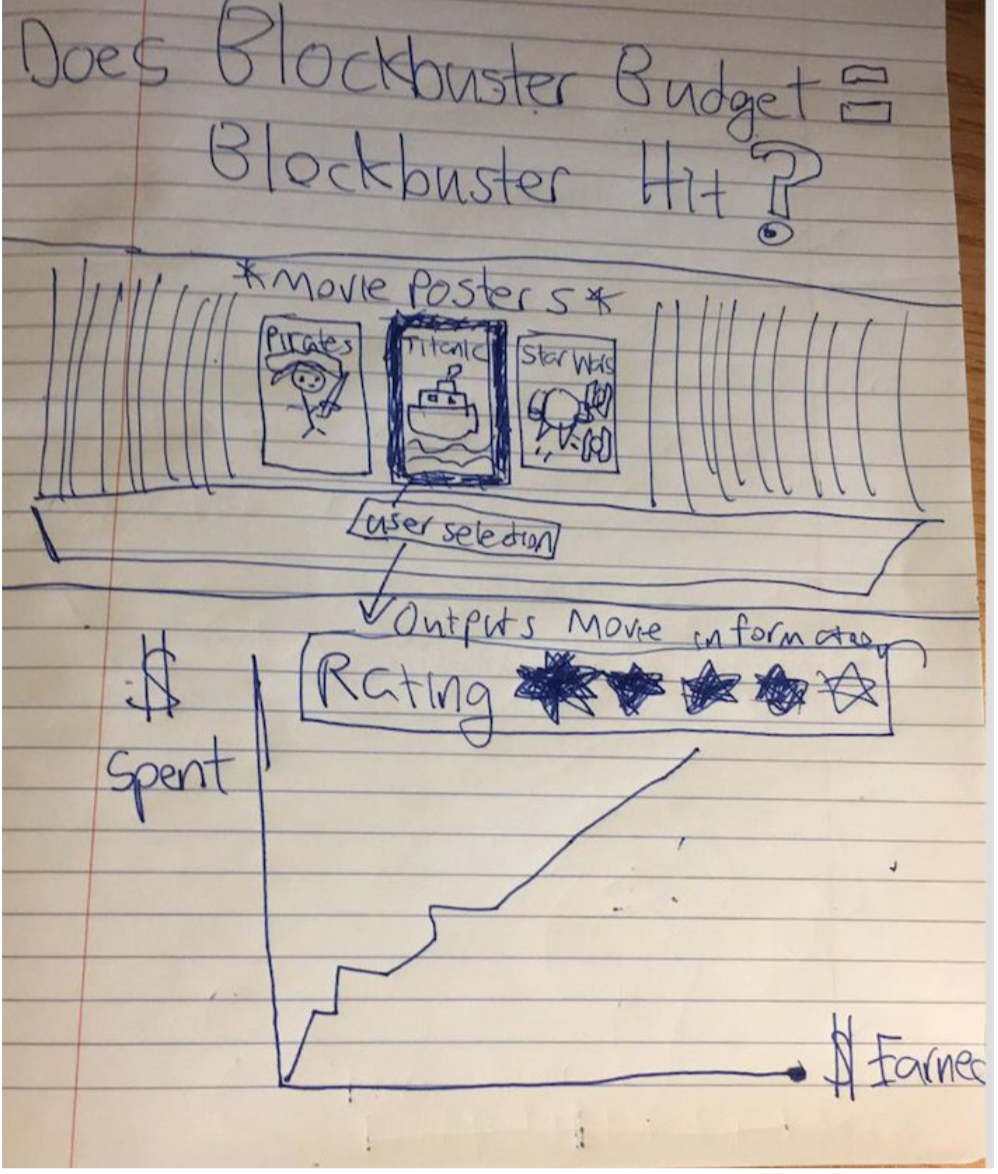 Does Blockbuster Budget =
Blockbuster Hit?
*Movie Posters*
Pirates
Titanic
Star Wars
user selection
Outputs Movie information
Rating
$
Spent
$ Earned